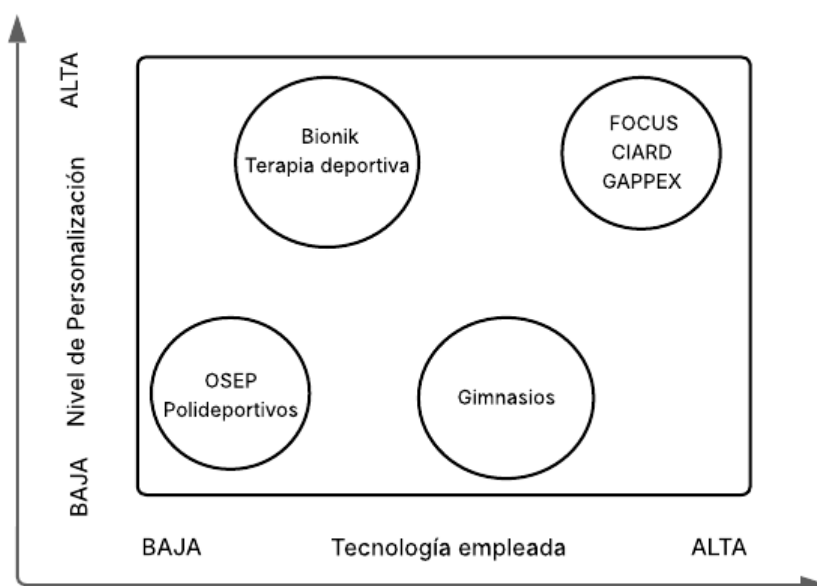 ALTA
Nivel de Personalización
BAJA
Bionik
Terapia deportiva
FOCUS
CIARD
GAPPEX
OSEP
Polideportivos
Gimnasios
BAJA
Tecnología empleada
ALTA